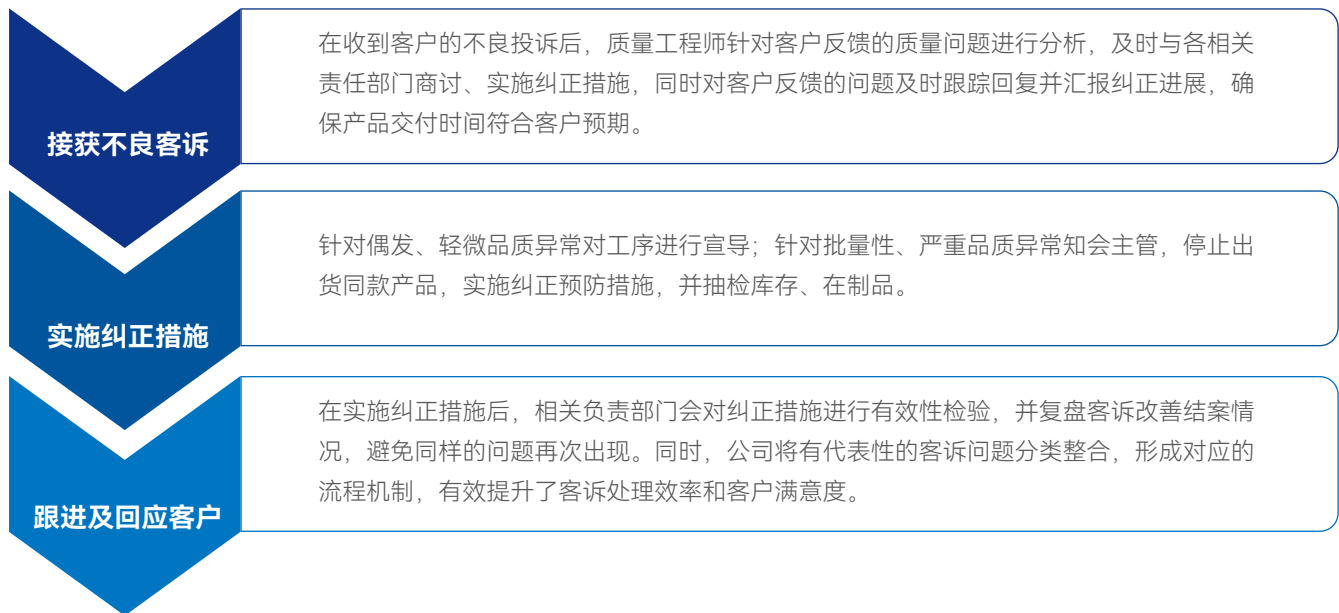 接获不良客诉
在收到客户的不良投诉后，质量工程师针对客户反馈的质量问题进行分析，及时与各相关
责任部门商讨、实施纠正措施，同时对客户反馈的问题及时跟踪回复并汇报纠正进展，确
保产品交付时间符合客户预期。
实施纠正措施
针对偶发、轻微品质异常对工序进行宣导；针对批量性、严重品质异常知会主管，停止出
货同款产品，实施纠正预防措施，并抽检库存、在制品。
跟进及回应客户
在实施纠正措施后，相关负责部门会对纠正措施进行有效性检验，并复盘客诉改善结案情
况，避免同样的问题再次出现。同时，公司将有代表性的客诉问题分类整合，形成对应的
流程机制，有效提升了客诉处理效率和客户满意度。